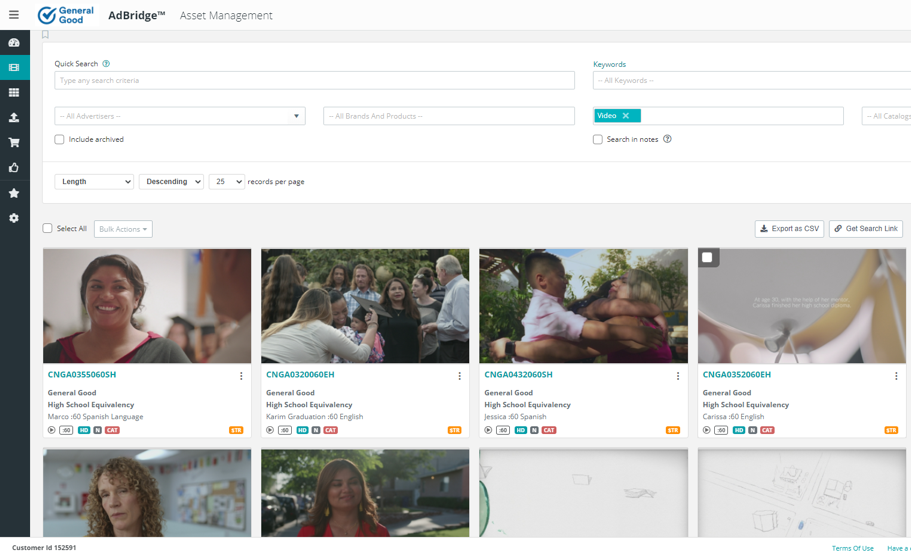 General Good AdBridge™ Asset Management
Quick Search
Keywords
Type any search criteria
-- All Keywords --
-- All Advertisers --
-- All Brands And Products --
Video
-- All Catalogs
Include archived
Search in notes
Length Descending 25 records per page
Select All Bulk Actions
Export as CSV Get Search Link
At age 80, with the help of her mentor,
Carissa finished her high school diploma.
CNGA0355060SH
General Good
High School Equivalency
Marco :60 Spanish Language
:60 HD N CAT STR
CNGA0320060EH
General Good
High School Equivalency
Karim Graduation :60 English
:60 HD N CAT STR
CNGA0432060SH
General Good
High School Equivalency
Jessica :60 Spanish
:60 HD N CAT STR
CNGA0352060EH
General Good
High School Equivalency
Carissa :60 English
:60 HD N CAT STR
Customer Id 152591
Terms Of Use Have a